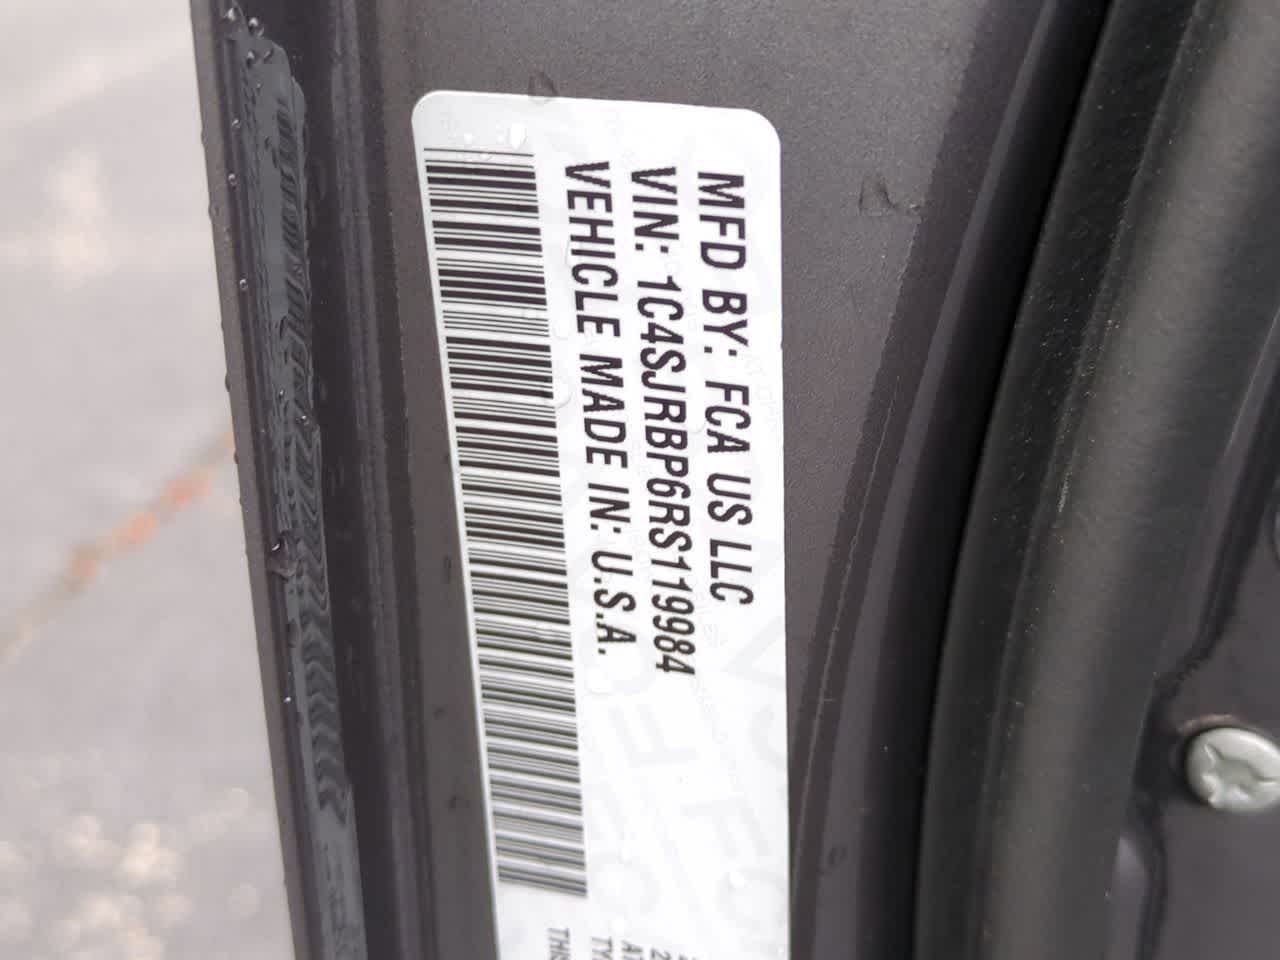 MFD BY: FCA US LLC
VIN: 1C4SJRBP6RS119984
VEHICLE MADE IN: U.S.A.